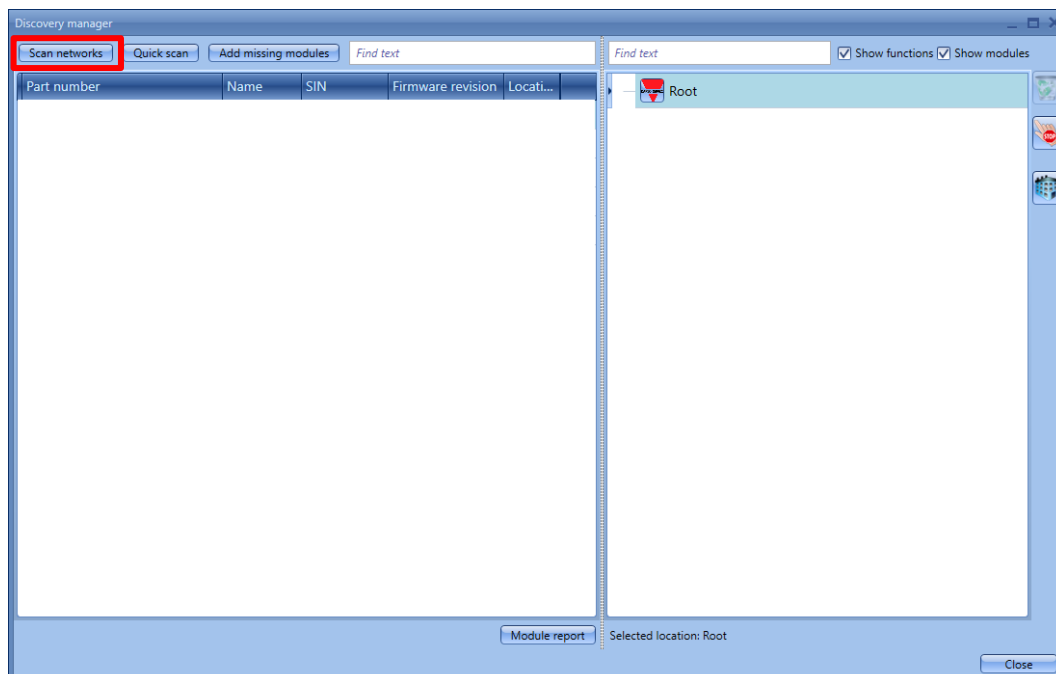 Discovery manager
Scan networks Quick scan Add missing modules Find text Find text Show functions Show modules
Part number Name SIN Firmware revision Locati...
Root
STOP
Module report Selected location: Root
Close